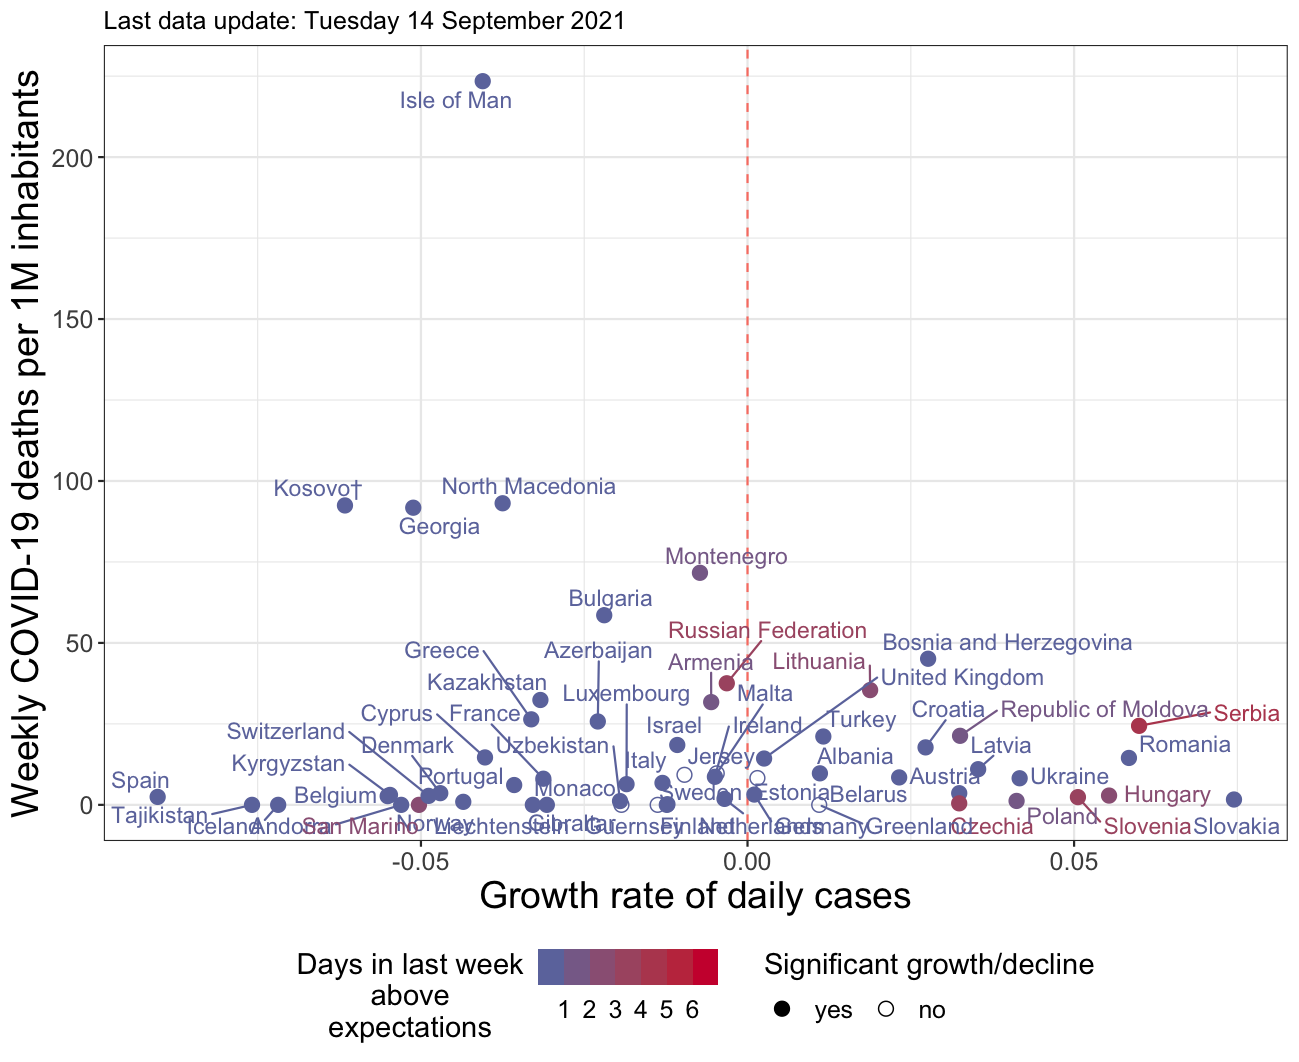 Last data update: Tuesday 14 September 2021
Weekly COVID-19 deaths per 1M inhabitants
200
150
100
50
0
Isle of Man
Kosovo†
North Macedonia
Georgia
Montenegro
Bulgaria
Russian Federation
Bosnia and Herzegovina
Greece
Azerbaijan
Armenia
Lithuania
United Kingdom
Kazakhstan
Luxembourg
Malta
Cyprus
France
Croatia
Republic of Moldova
Serbia
Switzerland
Israel
Ireland
Turkey
Denmark
Uzbekistan
Latvia
Romania
Kyrgyzstan
Italy
Jersey
Albania
Spain
Portugal
Austria
Ukraine
Belgium
Monaco
Sweden
Estonia
Belarus
Hungary
Tajikistan
Poland
Iceland
Andorra
San Marino
Norway
Liechtenstein
Gibraltar
Guernsey
Finland
Netherlands
Germany
Greenland
Czechia
Slovenia
Slovakia
-0.05
0.00
0.05
Growth rate of daily cases
Days in last week
above
expectations
1 2 3 4 5 6
Significant growth/decline
yes
no